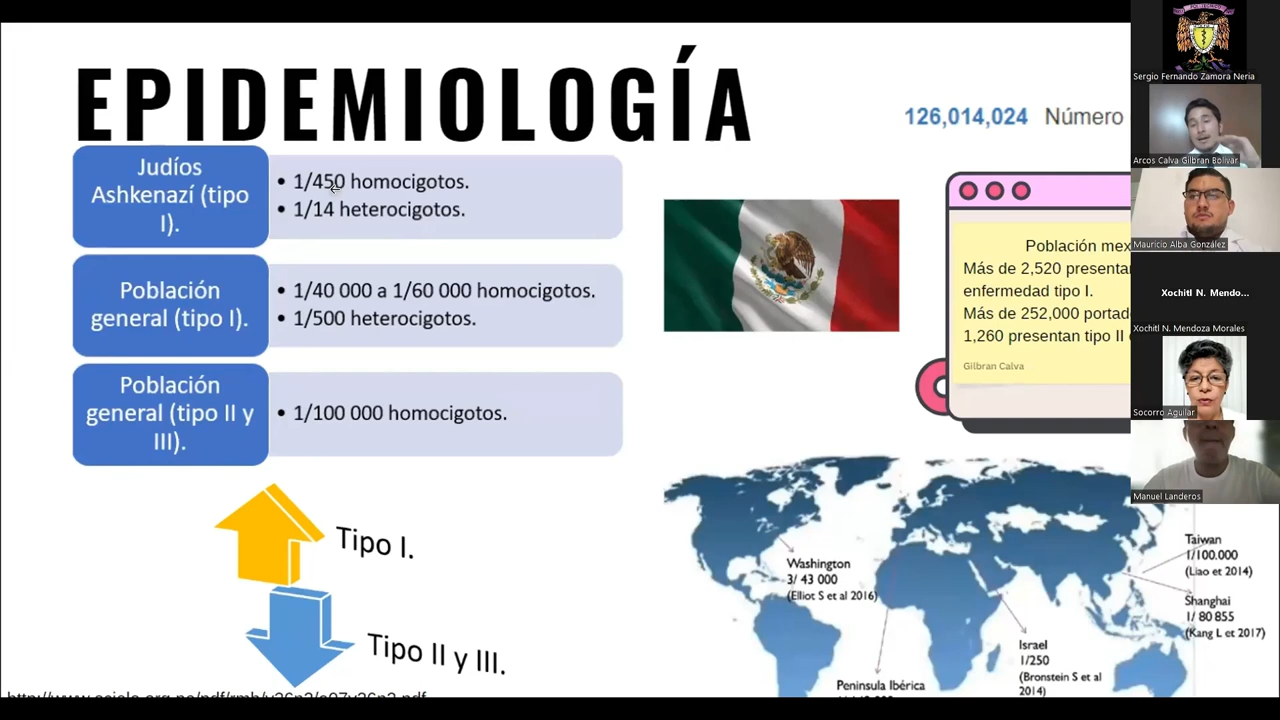 EPIDEMIOLOGÍA
Judíos
Ashkenazí (tipo
I).
• 1/450 homocigotos.
• 1/14 heterocigotos.
Población
general (tipo I).
• 1/40 000 a 1/60 000 homocigotos.
• 1/500 heterocigotos.
Población
general (tipo II y
III).
• 1/100 000 homocigotos.
Tipo I.
Tipo II y III.
126,014,024 Número
Población mex
Más de 2,520 presentar
enfermedad tipo I.
Más de 252,000 portado
1,260 presentan tipo II
Gilbran Calva
Washington
3/ 43 000
(Elliot S et al 2016)
Peninsula Ibérica
Israel
1/250
(Bronstein S et al
2014)
Taiwan
1/100.000
(Liao et 2014)
Shanghai
1/ 80 855
(Kang L et 2017)
Sergio Fernando Zamora Neria
Arcos Calva Gilbran Bolivar
Mauricio Alba González
Xochitl N. Mendo...
Xochitl N. Mendoza Morales
Socorro Aguilar
Manuel Landeros